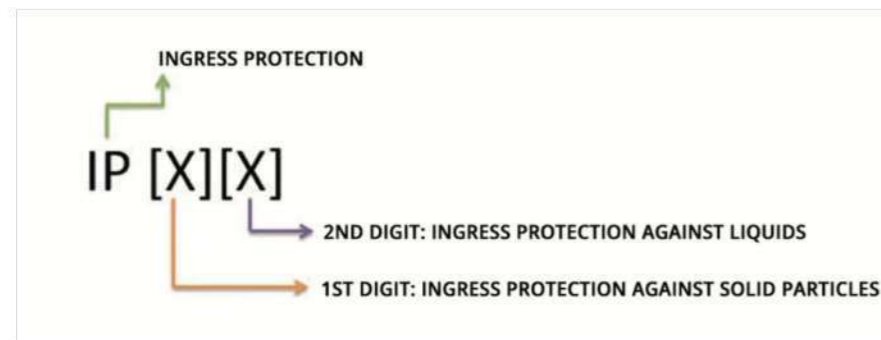 INGRESS PROTECTION
IP [X][X]
2ND DIGIT: INGRESS PROTECTION AGAINST LIQUIDS
1ST DIGIT: INGRESS PROTECTION AGAINST SOLID PARTICLES